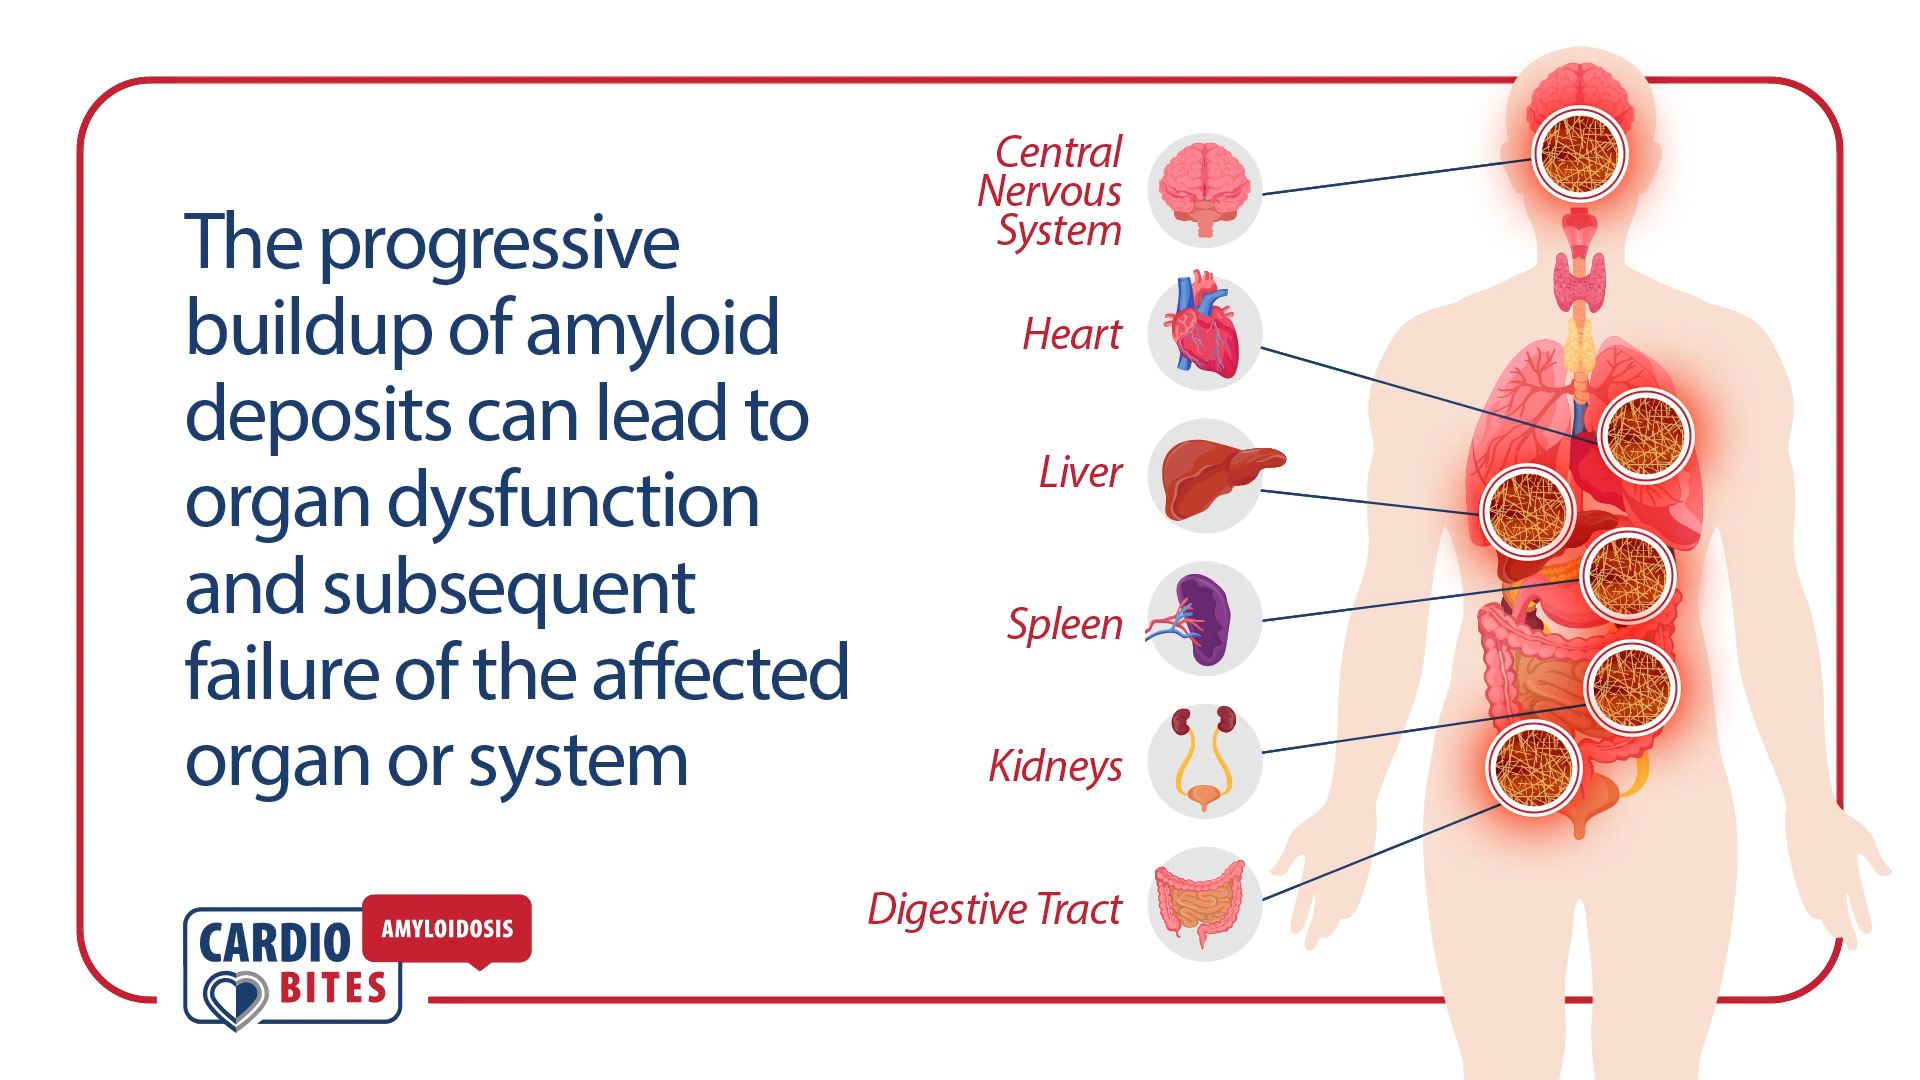 The progressive
buildup of amyloid
deposits can lead to
organ dysfunction
and subsequent
failure of the affected
organ or system
Central
Nervous
System
Heart
Liver
Spleen
Kidneys
Digestive Tract
CARDIO
BITES
AMYLOIDOSIS